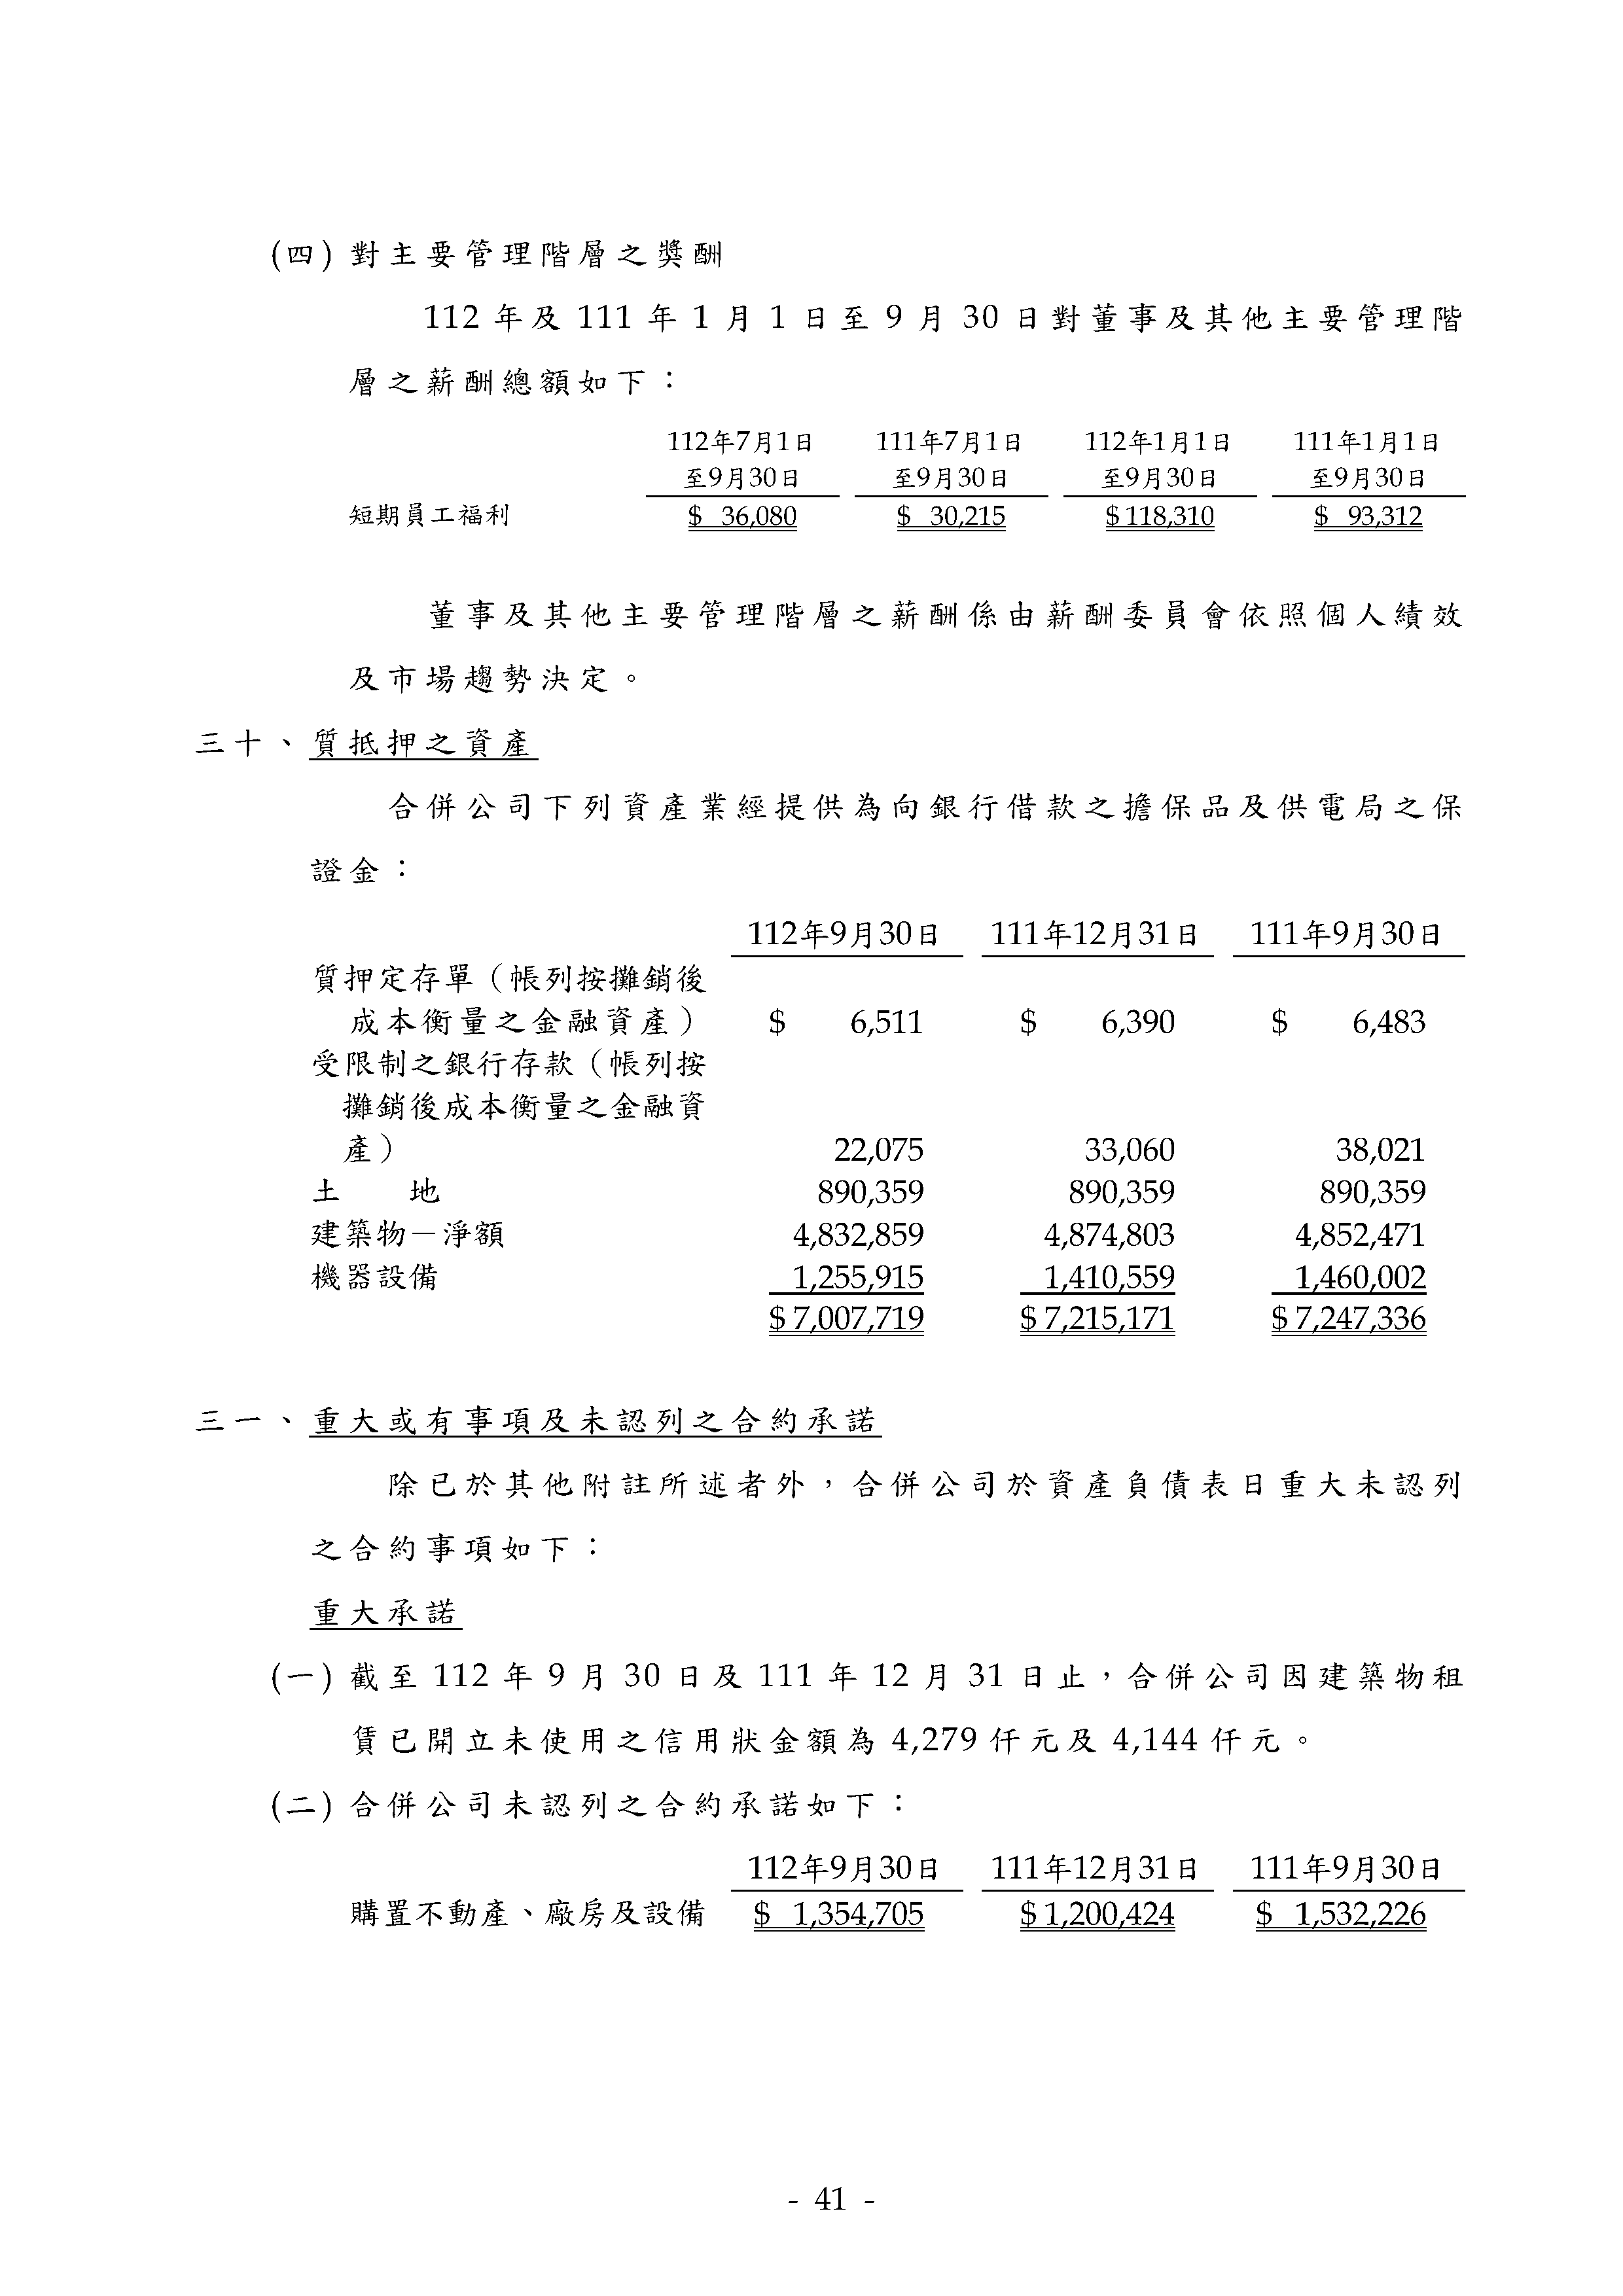 (四) 對主要管理階層之獎酬
112 年及 111 年 1 月 1 日至 9 月 30 日對董事及其他主要管理階
層之薪酬總額如下：
112年7月1日 111年7月1日 112年1月1日 111年1月1日
至9月30日 至9月30日 至9月30日 至9月30日
短期員工福利 $ 36,080 $ 30,215 $ 118,310 $ 93,312
董事及其他主要管理階層之薪酬係由薪酬委員會依照個人績效
及市場趨勢決定。
三十、質抵押之資產
合併公司下列資產業經提供為向銀行借款之擔保品及供電局之保
證金：
112年9月30日 111年12月31日 111年9月30日
質押定存單（帳列按攤銷後
成本衡量之金融資產） $ 6,511 $ 6,390 $ 6,483
受限制之銀行存款（帳列按
攤銷後成本衡量之金融資
產） 22,075 33,060 38,021
土 地 890,359 890,359 890,359
建築物－淨額 4,832,859 4,874,803 4,852,471
機器設備 1,255,915 1,410,559 1,460,002
$ 7,007,719 $ 7,215,171 $ 7,247,336
三一、重大或有事項及未認列之合約承諾
除已於其他附註所述者外，合併公司於資產負債表日重大未認列
之合約事項如下：
重大承諾
(一) 截至 112 年 9 月 30 日及 111 年 12 月 31 日止，合併公司因建築物租
賃已開立未使用之信用狀金額為 4,279 仟元及 4,144 仟元。
(二) 合併公司未認列之合約承諾如下：
112年9月30日 111年12月31日 111年9月30日
購置不動產、廠房及設備 $ 1,354,705 $ 1,200,424 $ 1,532,226
- 41 -